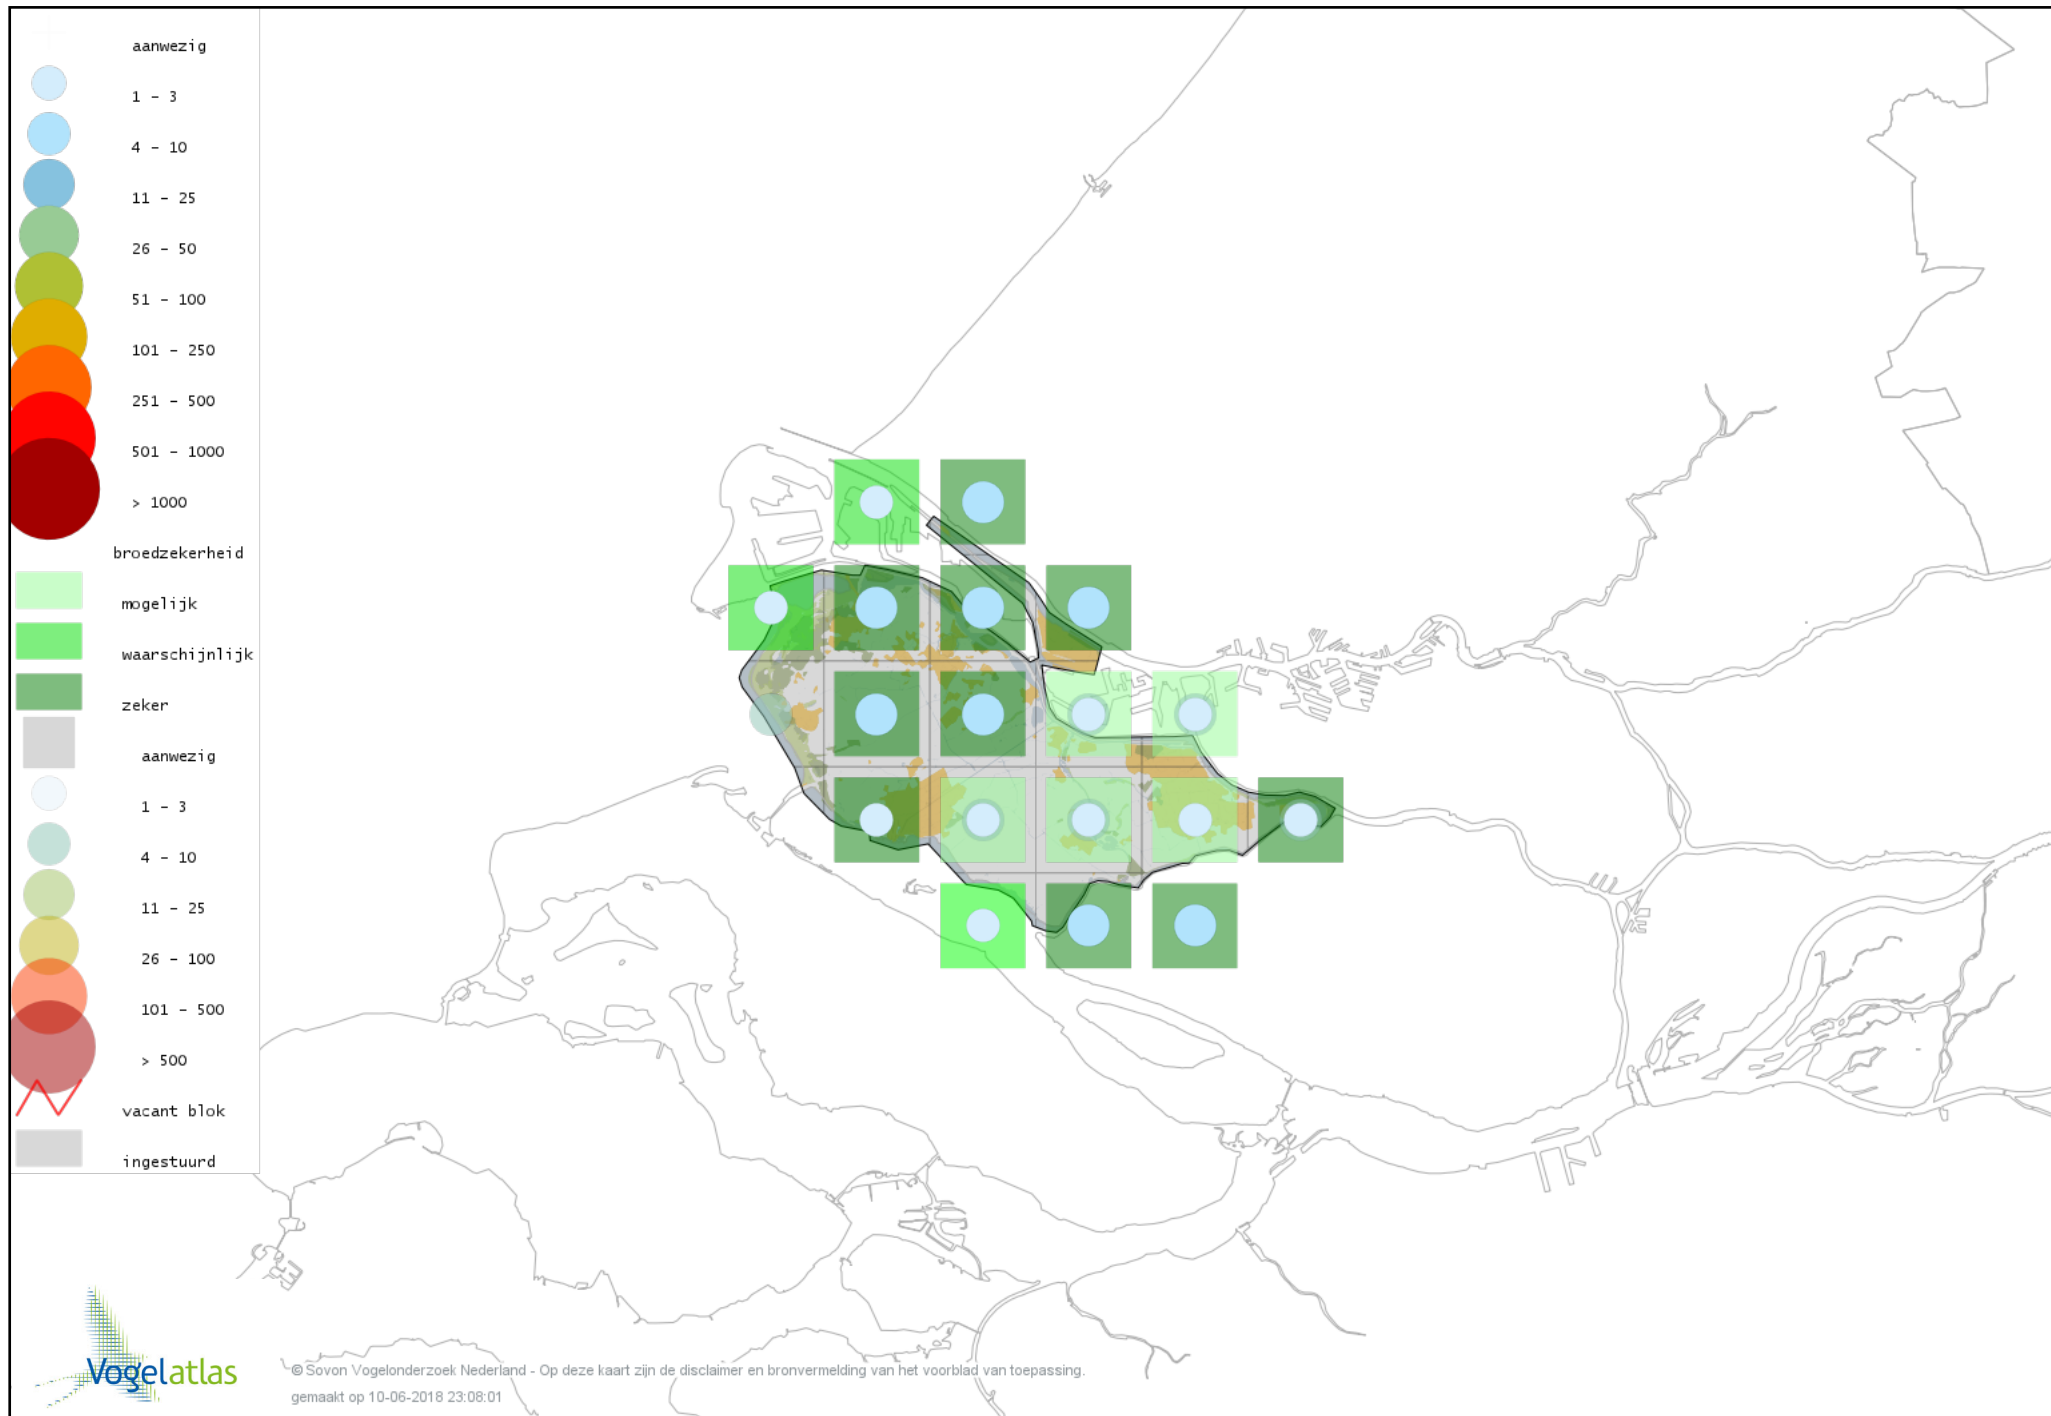 aanwezig
1 - 3
4 - 10
11 - 25
26 - 50
51 - 100
101 - 250
251 - 500
501 - 1000
> 1000
broedzekerheid
mogelijk
waarschijnlijk
zeker
aanwezig
1 - 3
4 - 10
11 - 25
26 - 100
101 - 500
> 500
vacant blok
ingestuurd
Vogelatlas
© Sovon Vogelonderzoek Nederland - Op deze kaart zijn de disclaimer en bronvermelding van het voorblad van toepassing.
gemaakt op 10-06-2018 23:08:01